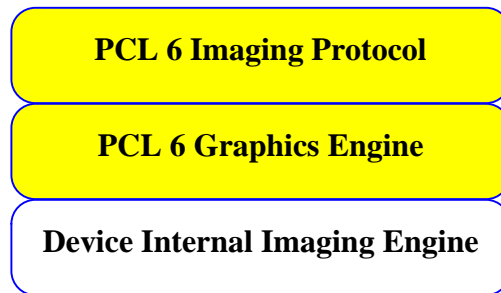 PCL 6 Imaging Protocol
PCL 6 Graphics Engine
Device Internal Imaging Engine